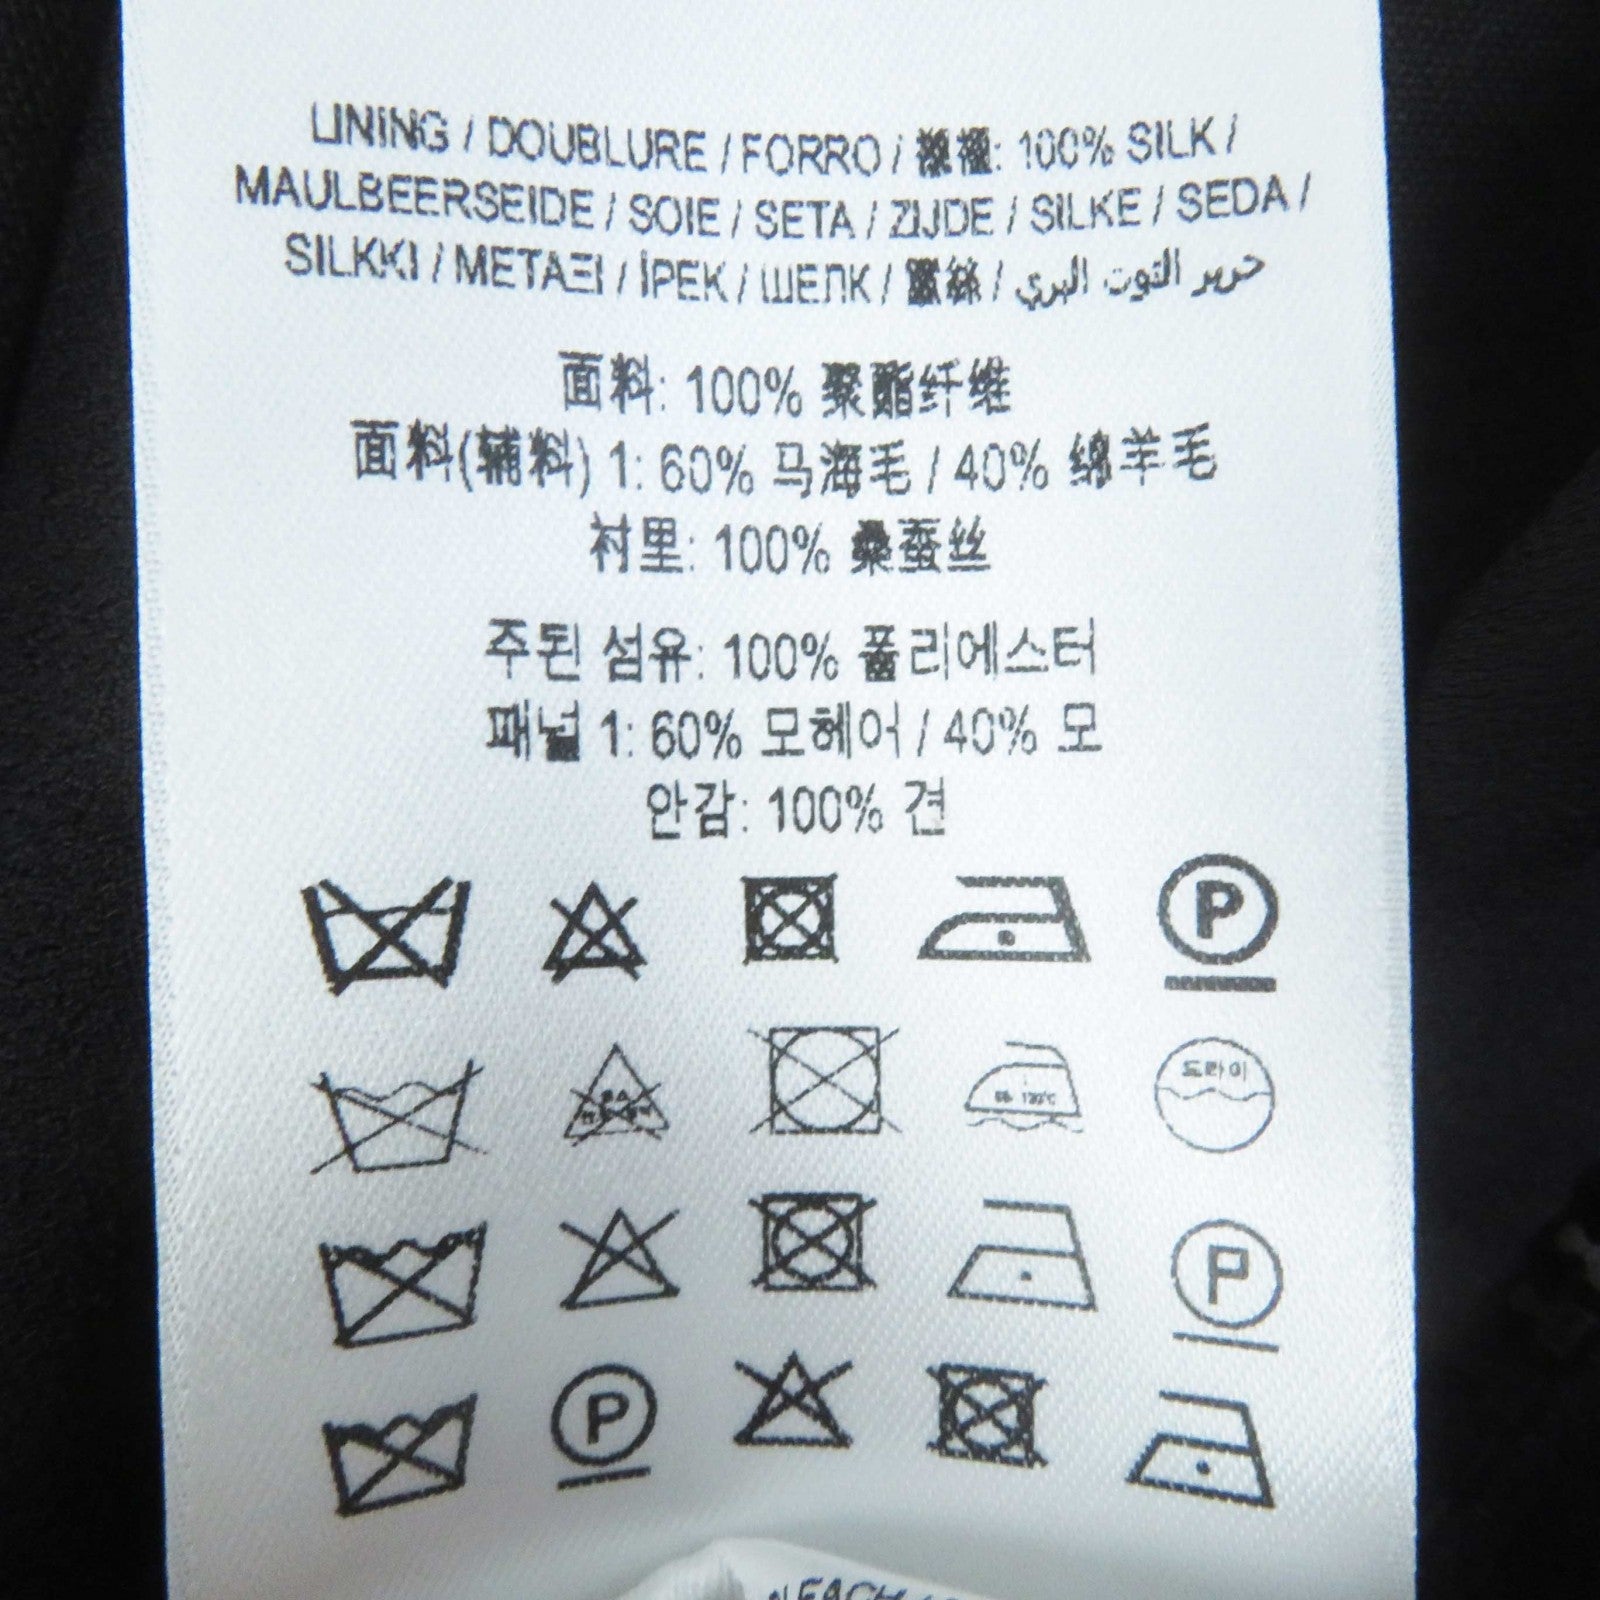 LINING / DOUBLURE / FORRO / 裡襠: 100% SILK /
MAULBEERSEIDE / SOIE / SETA / ZIJDE / SILKE / SEDA /
SILKKI / ΜΕΤΑΞΙ / İPEK / ШЕЛК / 蠶絲 / حرير التوت البري
面料: 100% 聚酯纤维
面料(辅料) 1: 60% 马海毛 / 40% 绵羊毛
衬里: 100% 桑蚕丝
주된 섬유: 100% 폴리에스터
패널 1: 60% 모헤어 / 40% 모
안감: 100% 견
P
120℃ 드라이
P
P